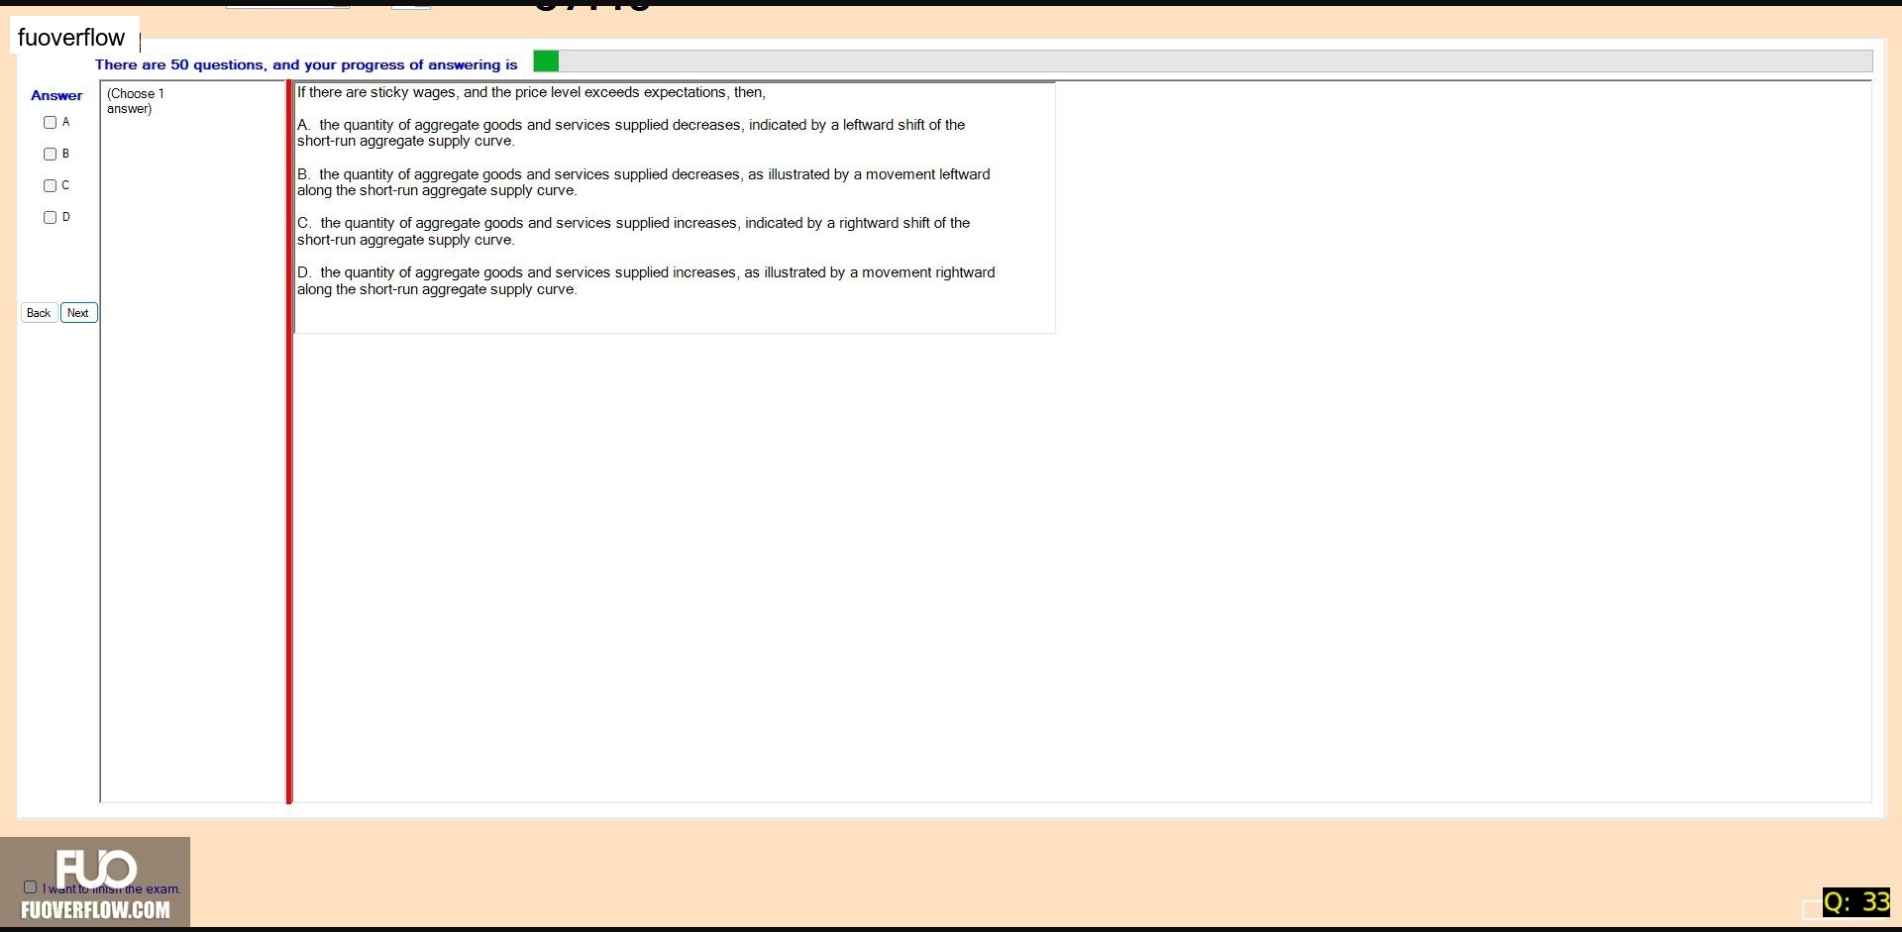 fuoverflow
There are 50 questions, and your progress of answering is
Answer
(Choose 1
answer)
A
B
C
D
Back Next
If there are sticky wages, and the price level exceeds expectations, then,
A. the quantity of aggregate goods and services supplied decreases, indicated by a leftward shift of the
short-run aggregate supply curve.
B. the quantity of aggregate goods and services supplied decreases, as illustrated by a movement leftward
along the short-run aggregate supply curve.
C. the quantity of aggregate goods and services supplied increases, indicated by a rightward shift of the
short-run aggregate supply curve.
D. the quantity of aggregate goods and services supplied increases, as illustrated by a movement rightward
along the short-run aggregate supply curve.
FUO
I want to finish the exam.
FUOVERFLOW.COM
Q: 33